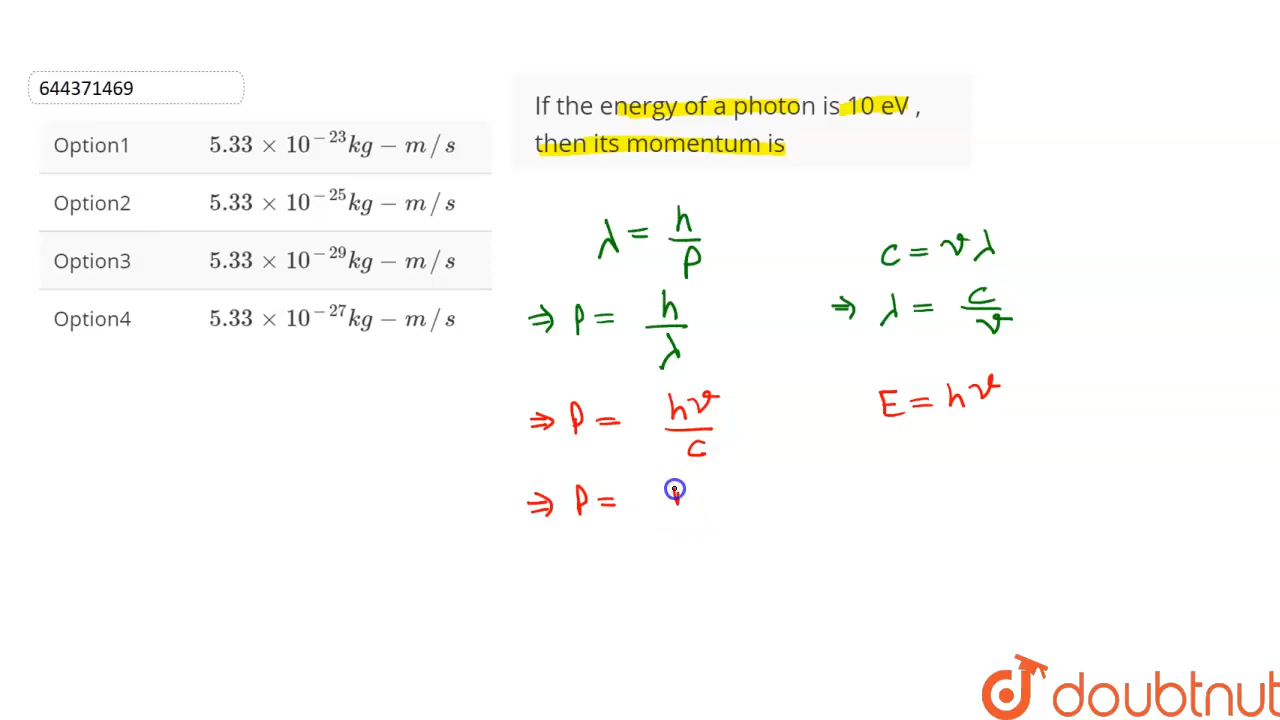 644371469
If the energy of a photon is 10 eV ,
then its momentum is
Option1 5.33 × 10^−23 kg − m/s
Option2 5.33 × 10^−25 kg − m/s
Option3 5.33 × 10^−29 kg − m/s
Option4 5.33 × 10^−27 kg − m/s
λ = h/P
⇒ P = h/λ
⇒ P = hν/c
⇒ P =
c = νλ
⇒ λ = c/ν
E = hν
doubtnut